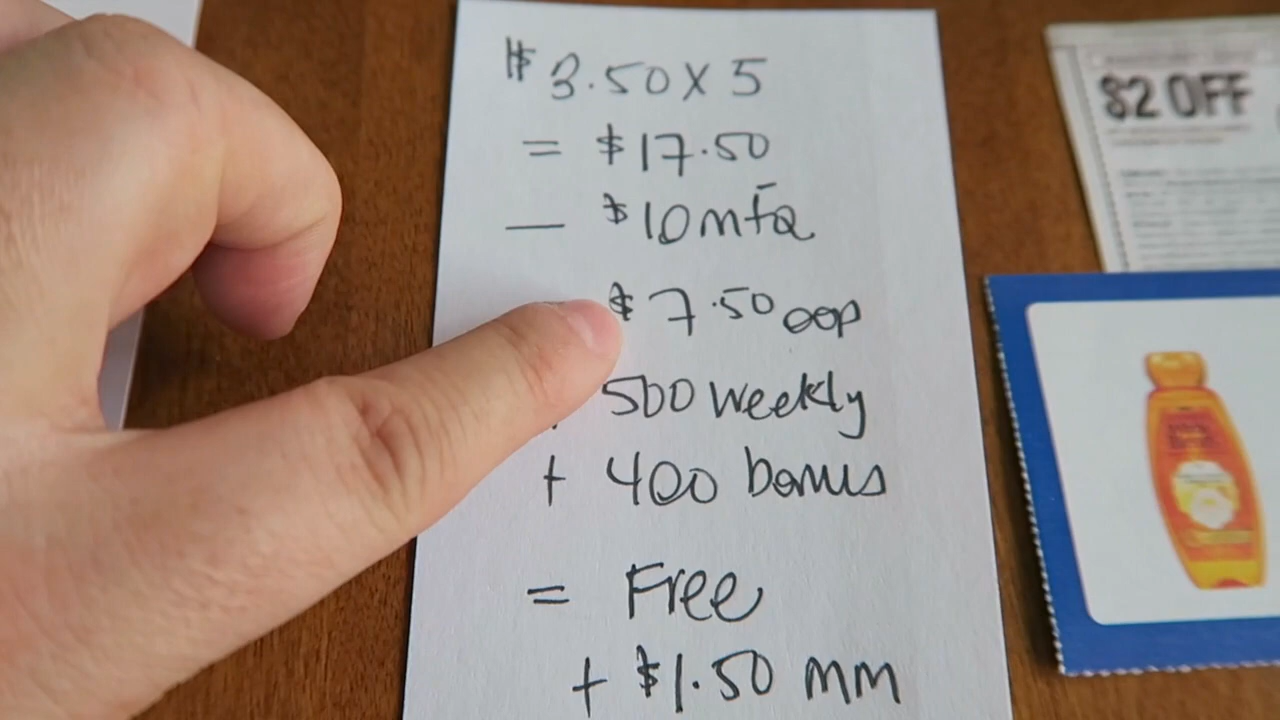 $3.50 X 5
= $17.50
- $10 mfq
$7.50 oop
500 weekly
+ 400 bonus
= Free
+ $1.50 mm
$2 OFF